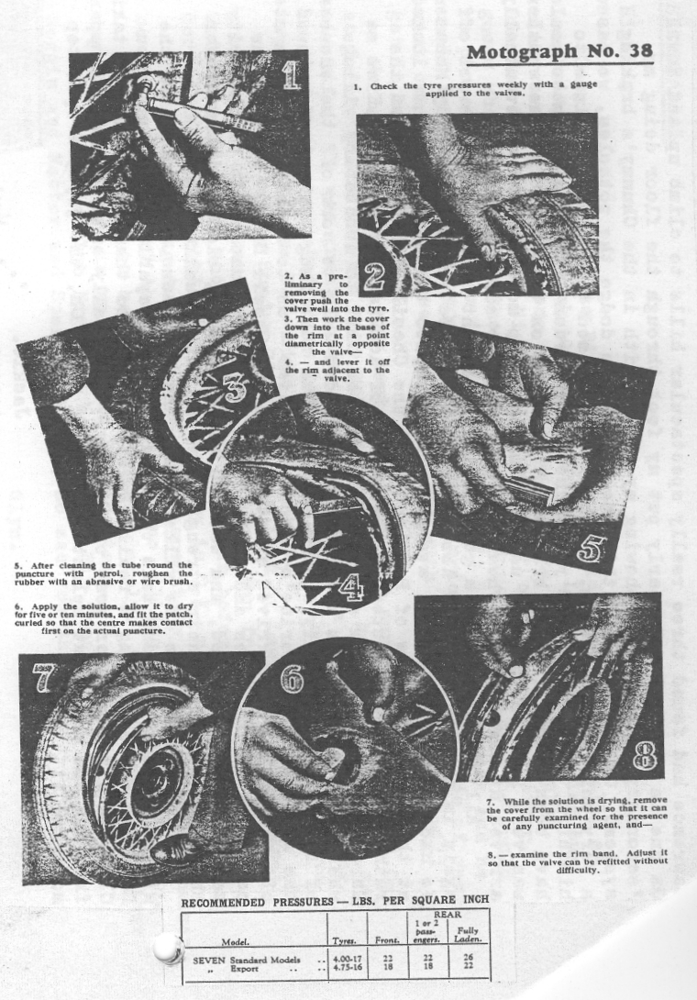 Motograph No. 38
1
1. Check the tyre pressures weekly with a gauge
applied to the valves.
2
2. As a pre-
liminary to
removing the
cover push the
valve well into the tyre.
3. Then work the cover
down into the base of
the rim at a point
diametrically opposite
the valve—
4. — and lever it off
the rim adjacent to the
valve.
3
4
5
5. After cleaning the tube round the
puncture with petrol, roughen the
rubber with an abrasive or wire brush.
6. Apply the solution, allow it to dry
for five or ten minutes, and fit the patch,
curled so that the centre makes contact
first on the actual puncture.
7
6
8
7. While the solution is drying, remove
the cover from the wheel so that it can
be carefully examined for the presence
of any puncturing agent, and—
8. — examine the rim band. Adjust it
so that the valve can be refitted without
difficulty.
RECOMMENDED PRESSURES — LBS. PER SQUARE INCH
REAR
1 or 2
pass- Fully
Model. Tyres. Front. engers. Laden.
SEVEN Standard Models .. 4.00-17 22 22 26
„ Export .. .. 4.75-16 18 18 22